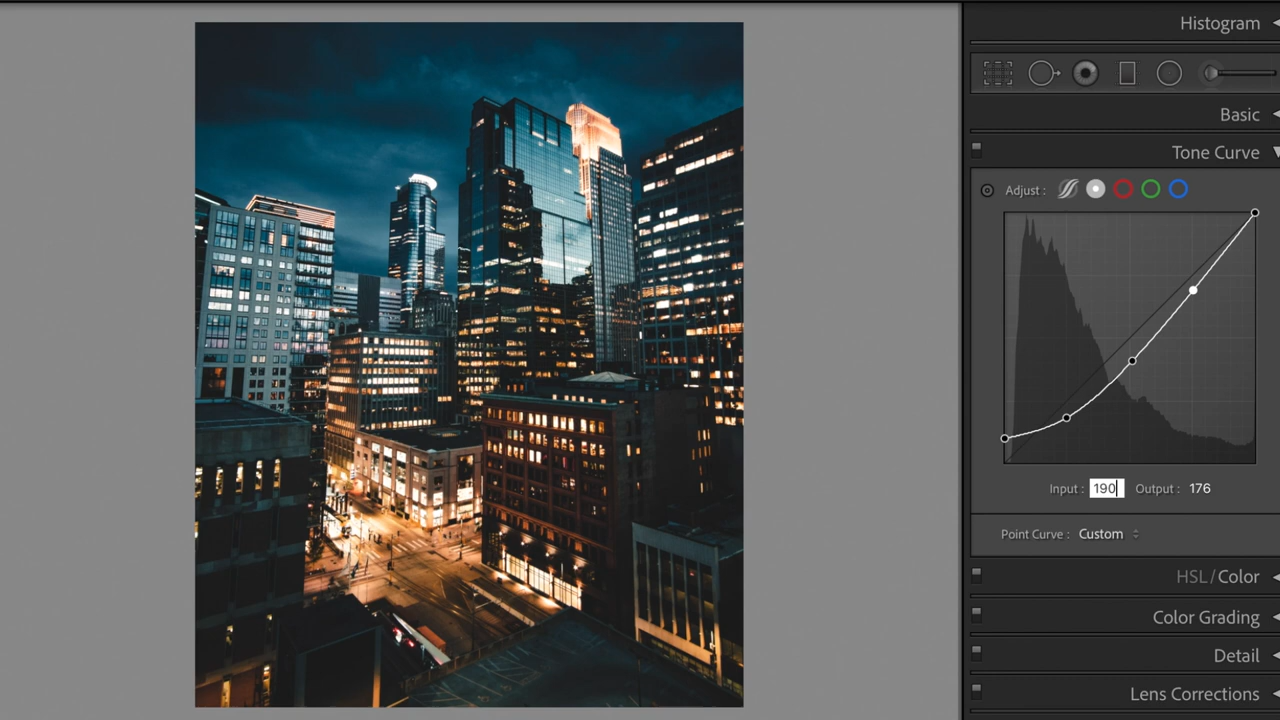 Histogram
Basic
Tone Curve
Adjust :
Input : 190 Output : 176
Point Curve : Custom
HSL / Color
Color Grading
Detail
Lens Corrections